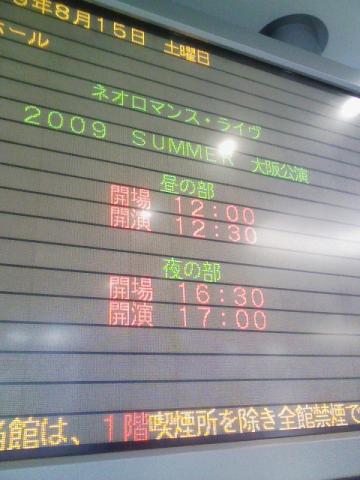 9年8月15日 土曜日
ホール
ネオロマンス・ライヴ
2009 SUMMER 大阪公演
昼の部
開場 12:00
開演 12:30
夜の部
開場 16:30
開演 17:00
当館は、1階喫煙所を除き全館禁煙で